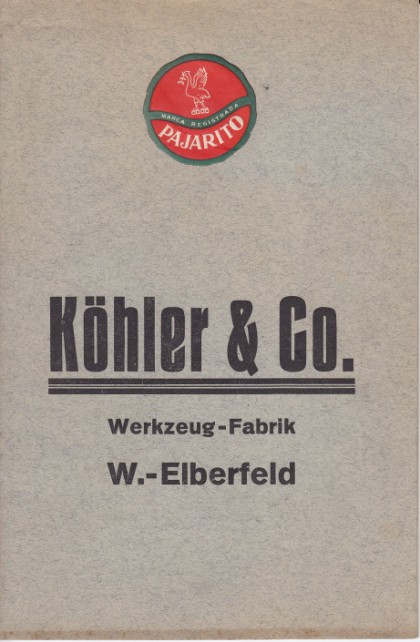 MARCA REGISTRADA
PAJARITO
Köhler & Co.
Werkzeug-Fabrik
W.-Elberfeld